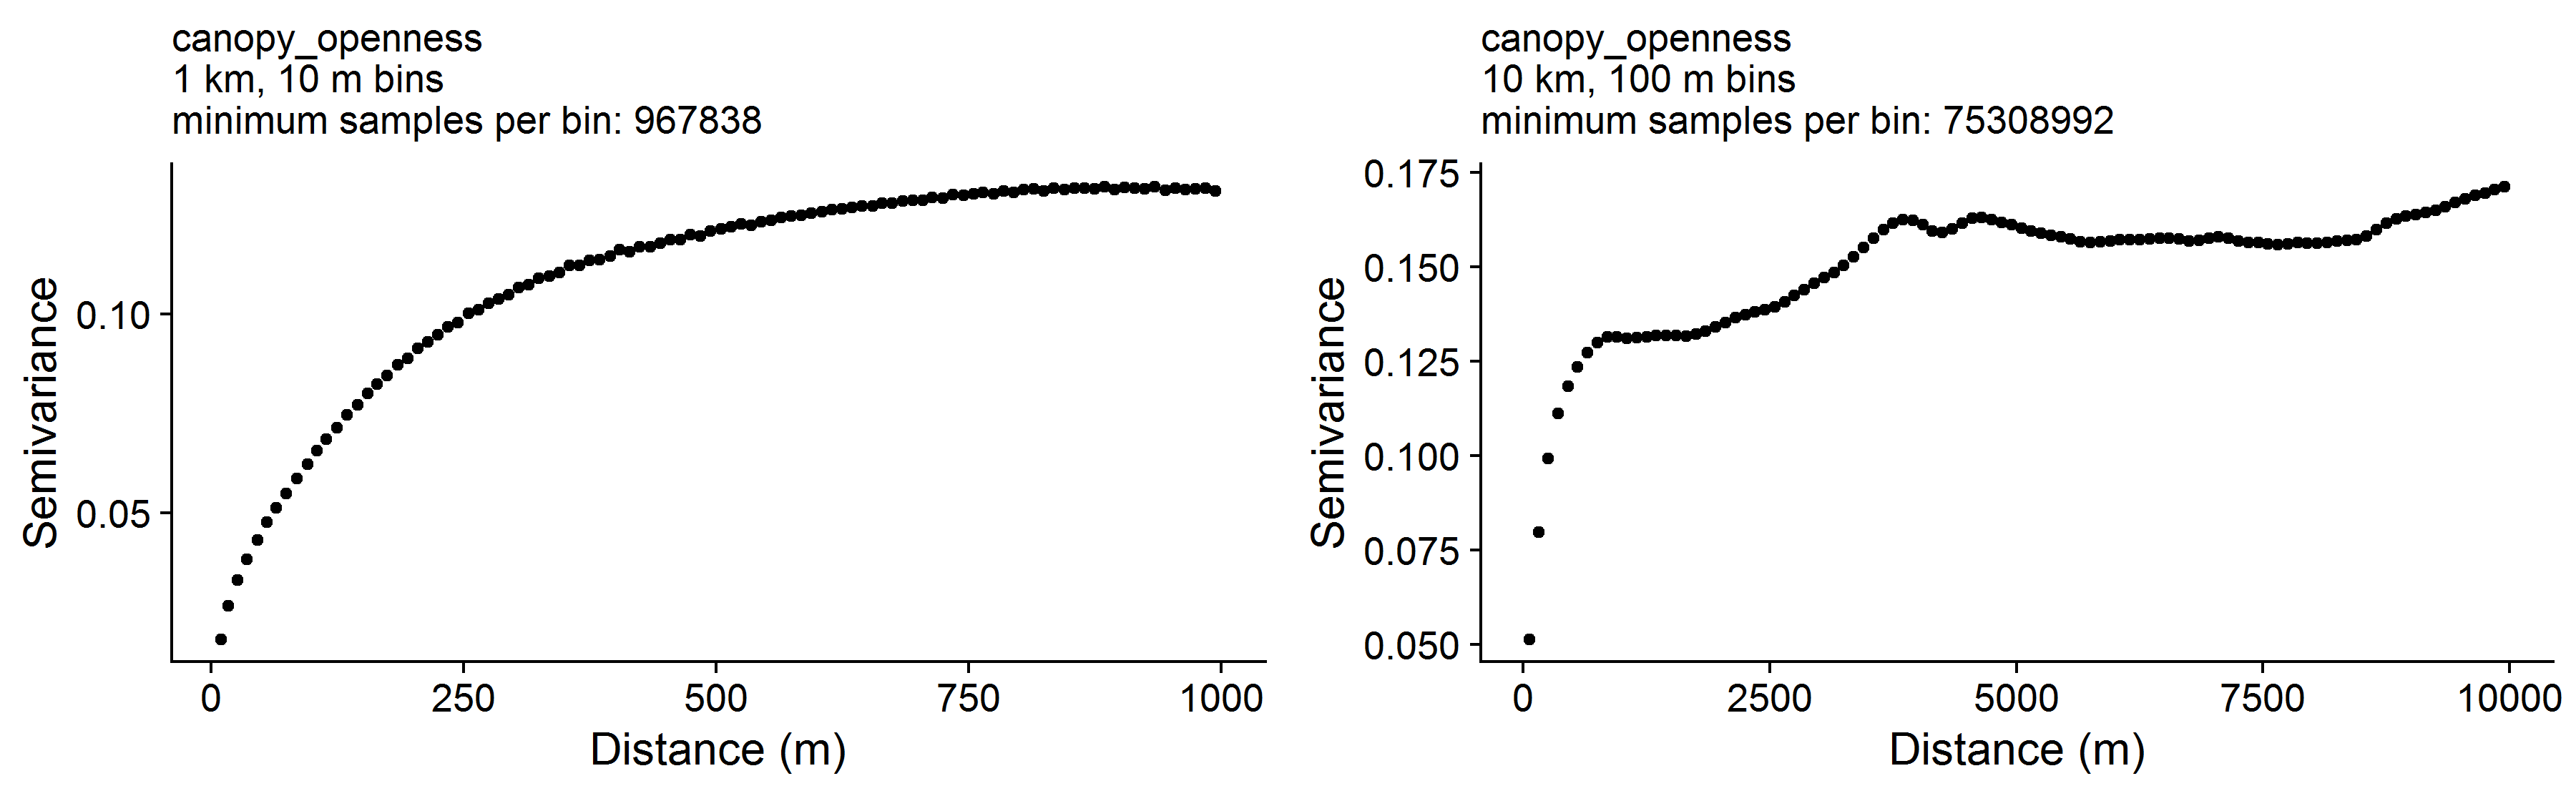 canopy_openness
1 km, 10 m bins
minimum samples per bin: 967838
Semivariance
0.10
0.05
0
250
500
750
1000
Distance (m)
canopy_openness
10 km, 100 m bins
minimum samples per bin: 75308992
Semivariance
0.175
0.150
0.125
0.100
0.075
0.050
0
2500
5000
7500
10000
Distance (m)